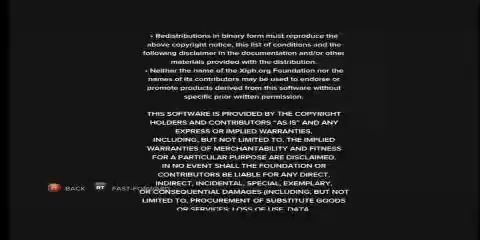 • Redistributions in binary form must reproduce the
above copyright notice, this list of conditions and the
following disclaimer in the documentation and/or other
materials provided with the distribution.
• Neither the name of the Xiph.org Foundation nor the
names of its contributors may be used to endorse or
promote products derived from this software without
specific prior written permission.
THIS SOFTWARE IS PROVIDED BY THE COPYRIGHT
HOLDERS AND CONTRIBUTORS "AS IS" AND ANY
EXPRESS OR IMPLIED WARRANTIES,
INCLUDING, BUT NOT LIMITED TO, THE IMPLIED
WARRANTIES OF MERCHANTABILITY AND FITNESS
FOR A PARTICULAR PURPOSE ARE DISCLAIMED.
IN NO EVENT SHALL THE FOUNDATION OR
CONTRIBUTORS BE LIABLE FOR ANY DIRECT,
INDIRECT, INCIDENTAL, SPECIAL, EXEMPLARY,
OR CONSEQUENTIAL DAMAGES (INCLUDING, BUT NOT
LIMITED TO, PROCUREMENT OF SUBSTITUTE GOODS
OR SERVICES; LOSS OF USE, DATA,
BACK RT FAST-FORWARD